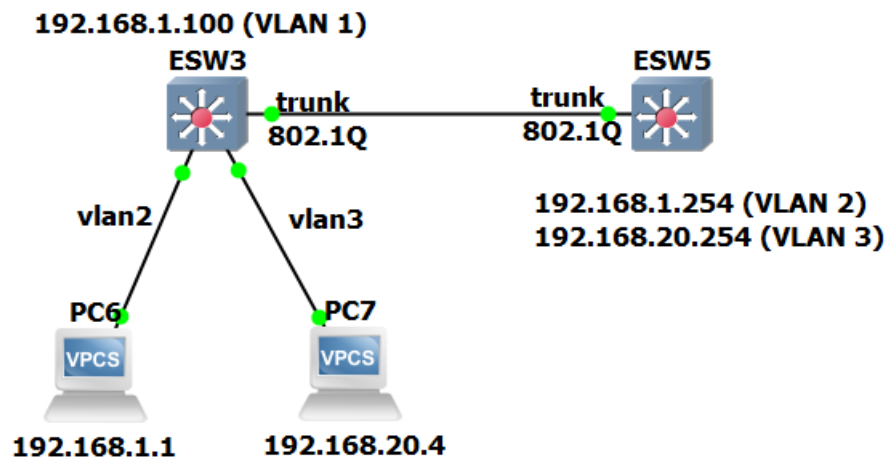 192.168.1.100 (VLAN 1)
ESW3
ESW5
trunk
trunk
802.1Q
802.1Q
vlan2
vlan3
192.168.1.254 (VLAN 2)
192.168.20.254 (VLAN 3)
PC6
PC7
VPCS
VPCS
192.168.1.1
192.168.20.4